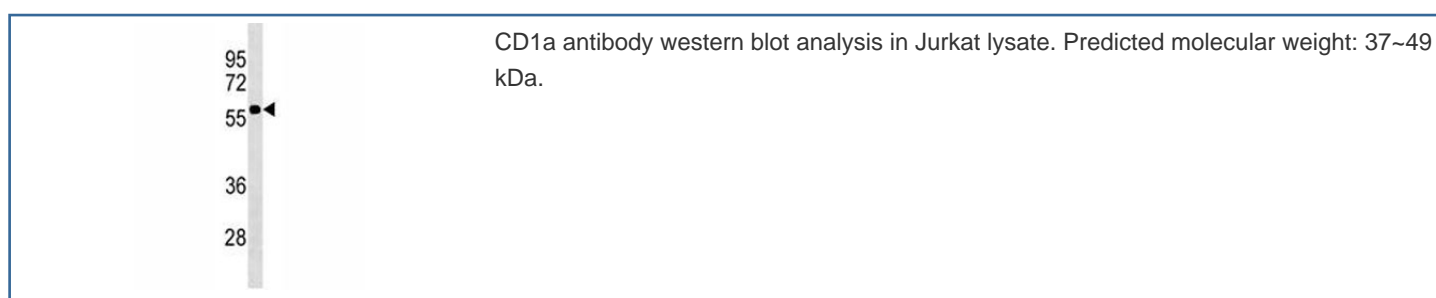 95
72
55
36
28
CD1a antibody western blot analysis in Jurkat lysate. Predicted molecular weight: 37~49
kDa.